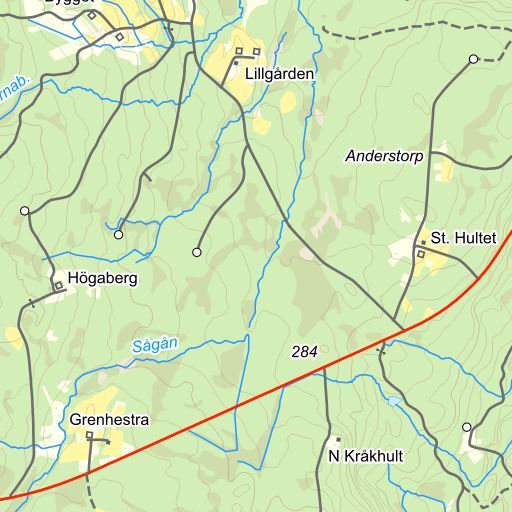 Lillgården
Anderstorp
St. Hultet
Högaberg
Sågån
284
Grenhestra
N Kråkhult